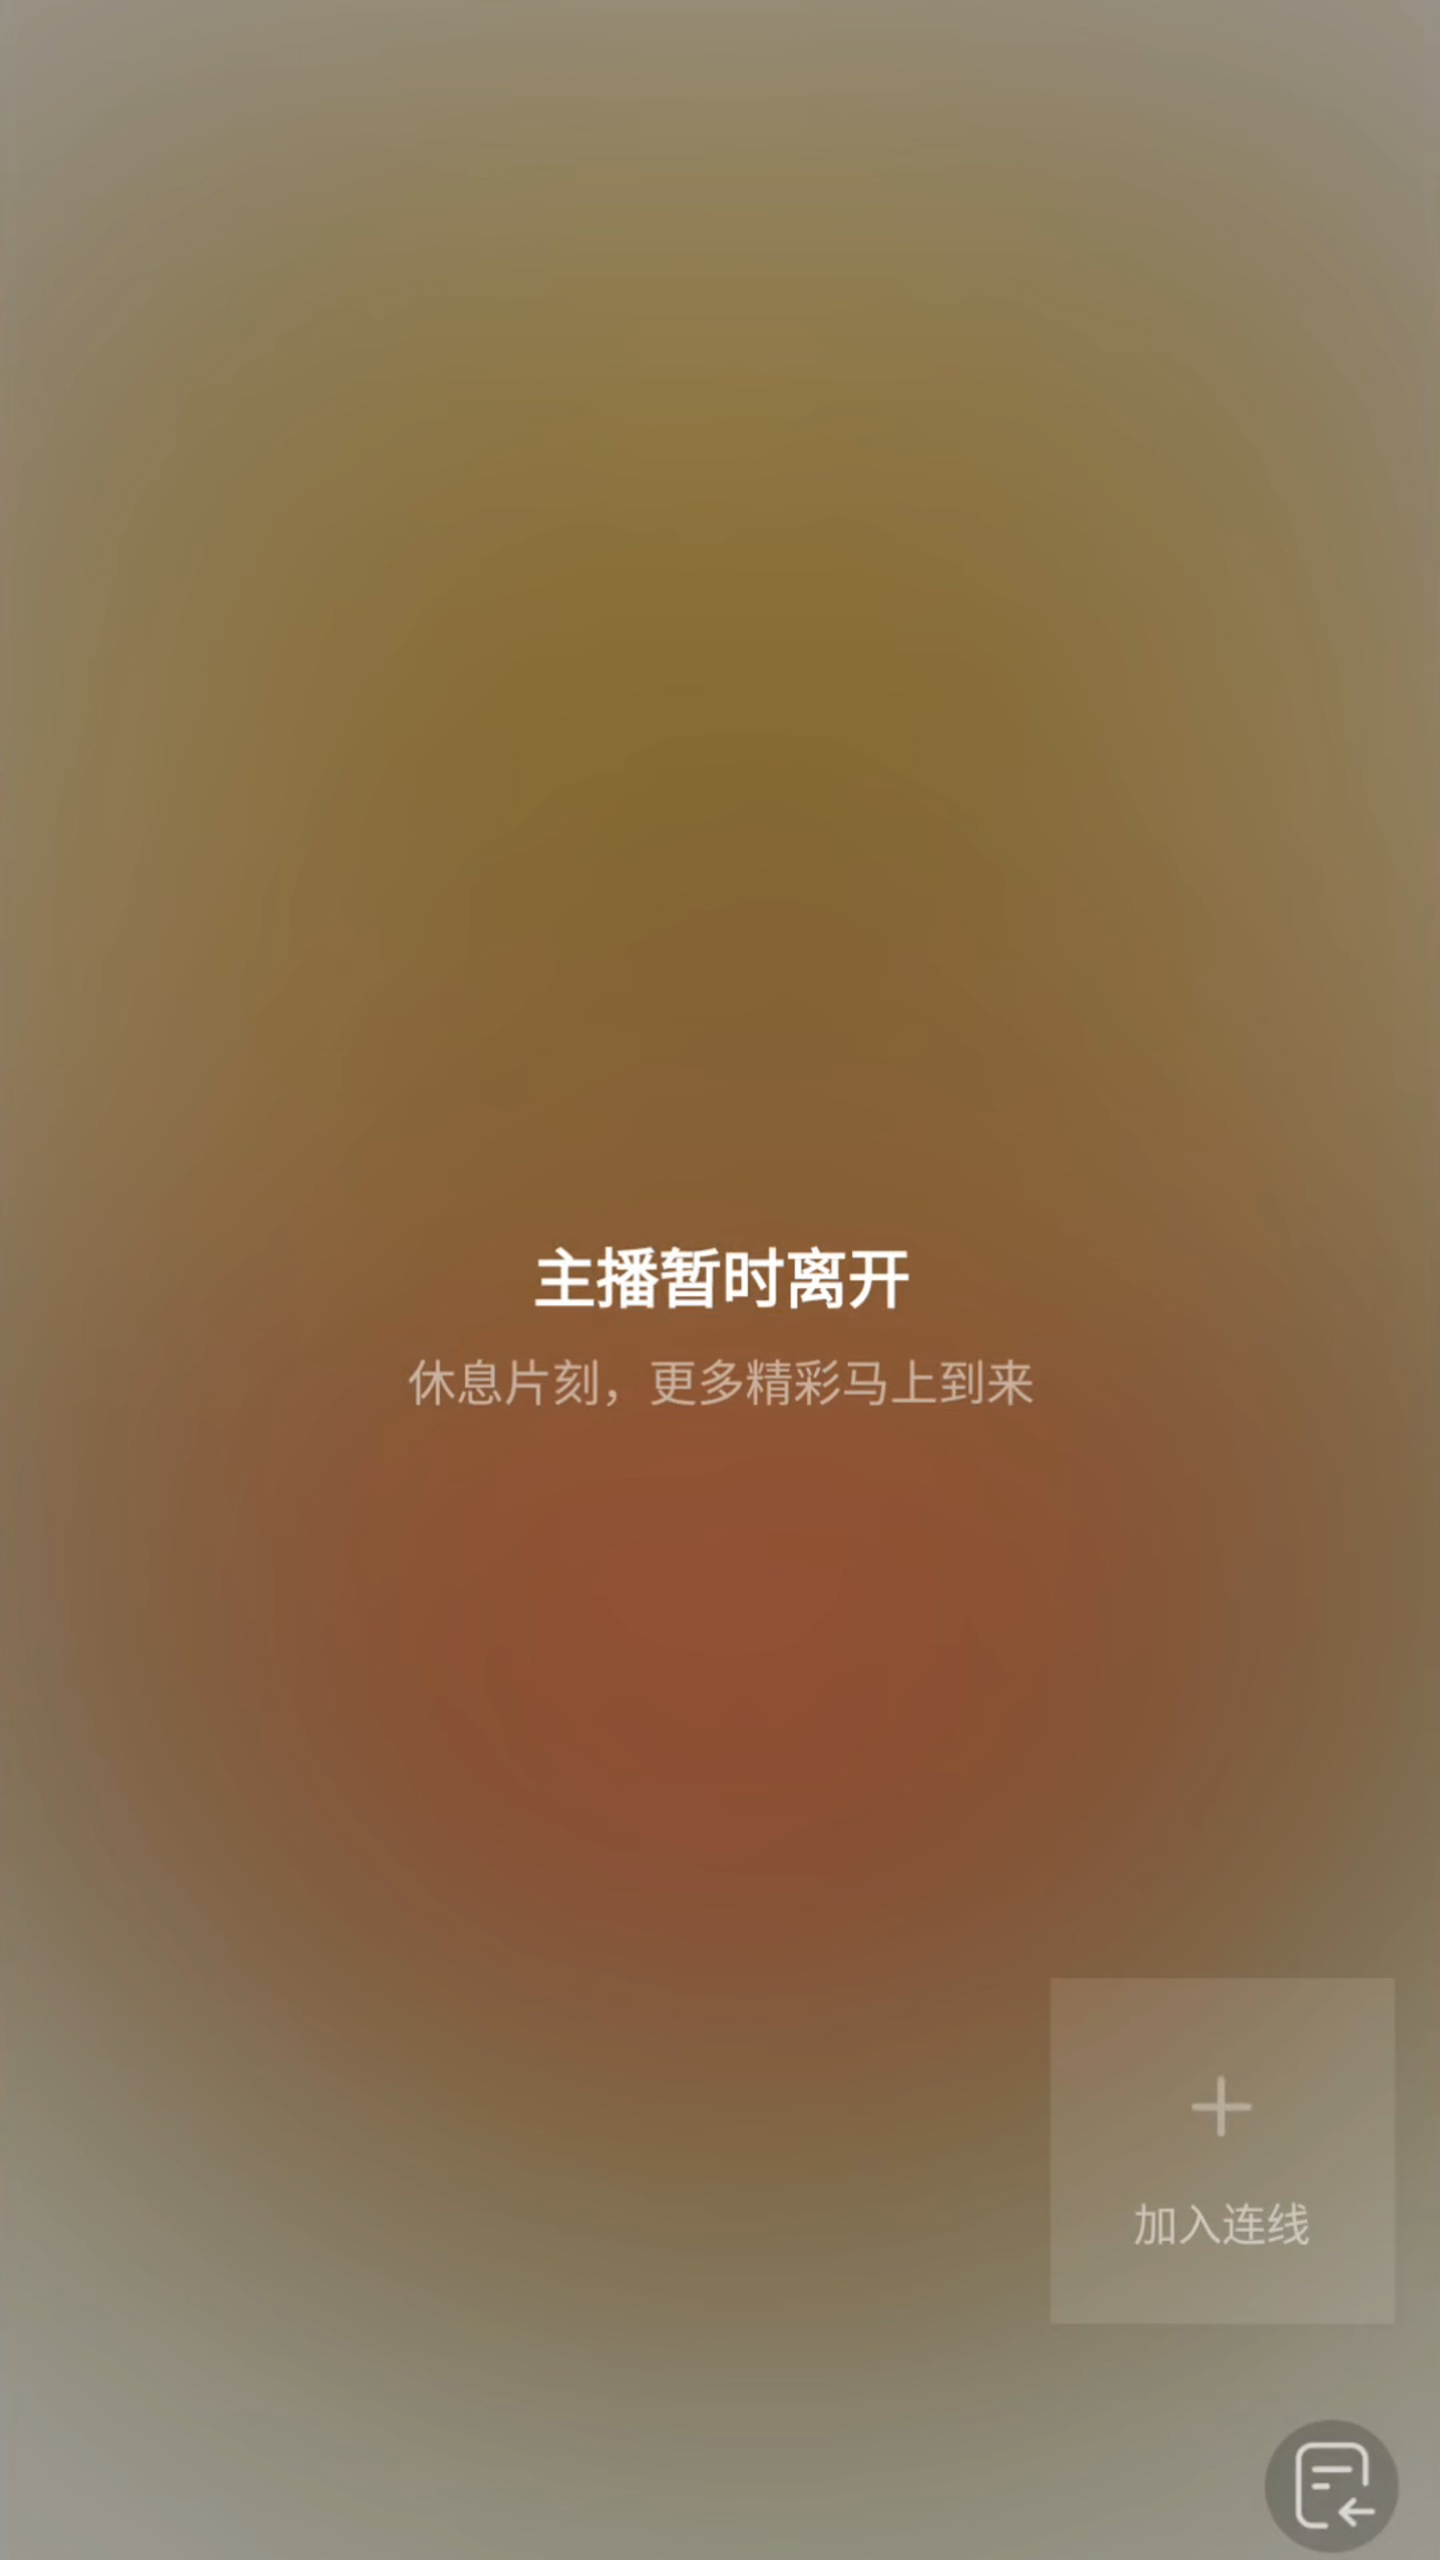 主播暂时离开
休息片刻，更多精彩马上到来
加入连线